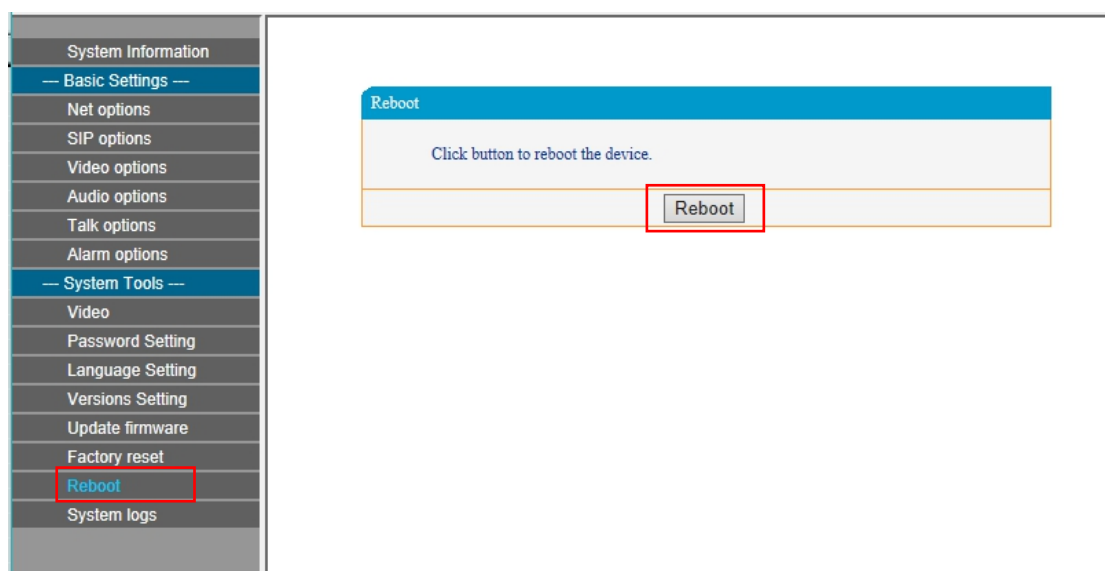 System Information
--- Basic Settings ---
Net options
SIP options
Video options
Audio options
Talk options
Alarm options
--- System Tools ---
Video
Password Setting
Language Setting
Versions Setting
Update firmware
Factory reset
Reboot
System logs
Reboot
Click button to reboot the device.
Reboot